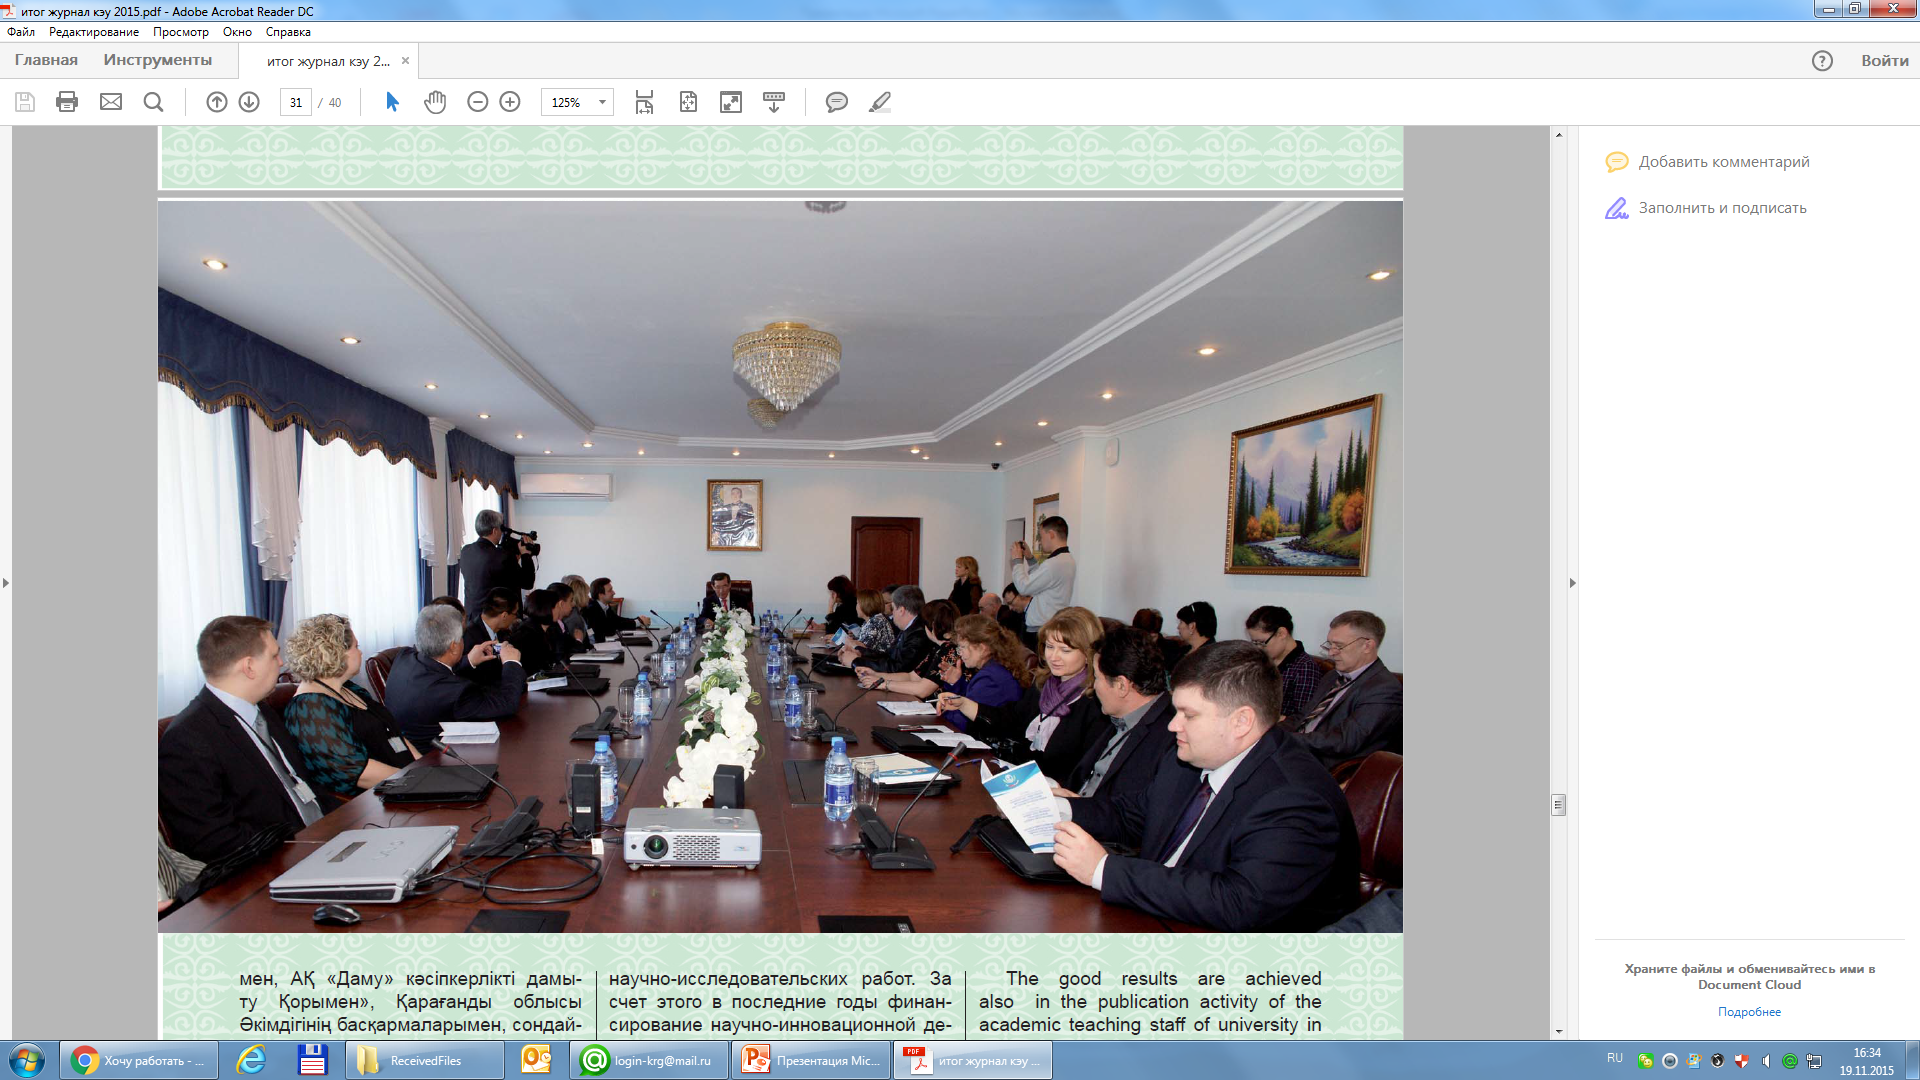 итог журнал кэу 2015.pdf - Adobe Acrobat Reader DC
Файл Редактирование Просмотр Окно Справка
Главная Инструменты итог журнал кэу 2... Войти
31 / 40 125%
Добавить комментарий
Заполнить и подписать
мен, АҚ «Даму» кәсіпкерлікті дамы-
ту Қорымен», Қарағанды облысы
Әкімдігінің басқармаларымен, сондай-
научно-исследовательских работ. За
счет этого в последние годы финан-
сирование научно-инновационной де-
The good results are achieved
also in the publication activity of the
academic teaching staff of university in
Храните файлы и обменивайтесь ими в
Document Cloud
Подробнее
Хочу работать - ...
ReceivedFiles
login-krg@mail.ru
Презентация Mic...
PDF
итог журнал кэу ...
RU
16:34
19.11.2015